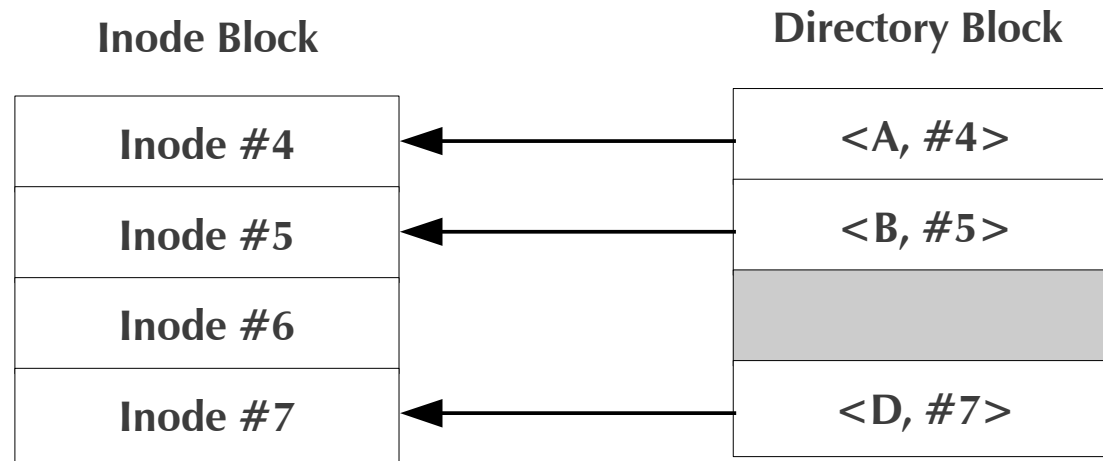 Inode Block
Directory Block
Inode #4
<A, #4>
Inode #5
<B, #5>
Inode #6
Inode #7
<D, #7>